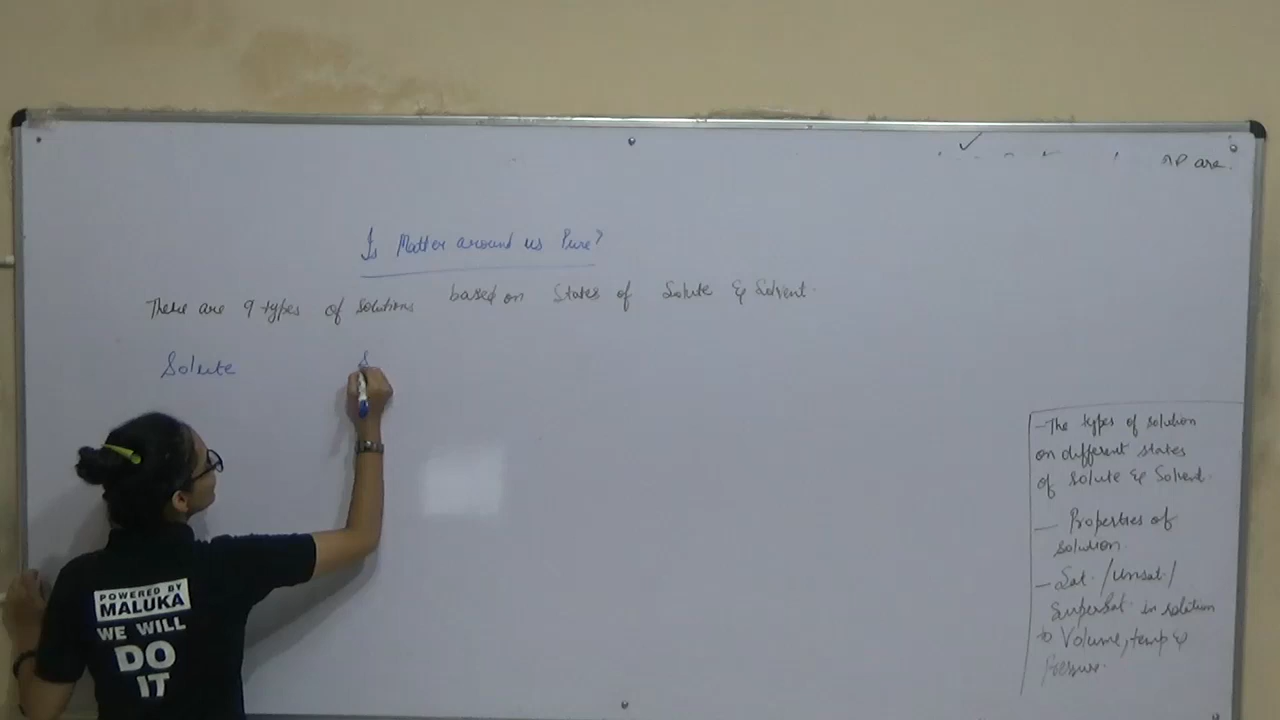 Is Matter around us Pure?
There are 9 types of solutions based on States of Solute & Solvent.
Solute S
are.
- The types of solution
on different states
of solute & Solvent.
- Properties of
solution.
- Sat. / Unsat. /
SuperSat. in solution
to Volume, temp &
Pressure.
POWERED BY
MALUKA
WE WILL
DO
IT